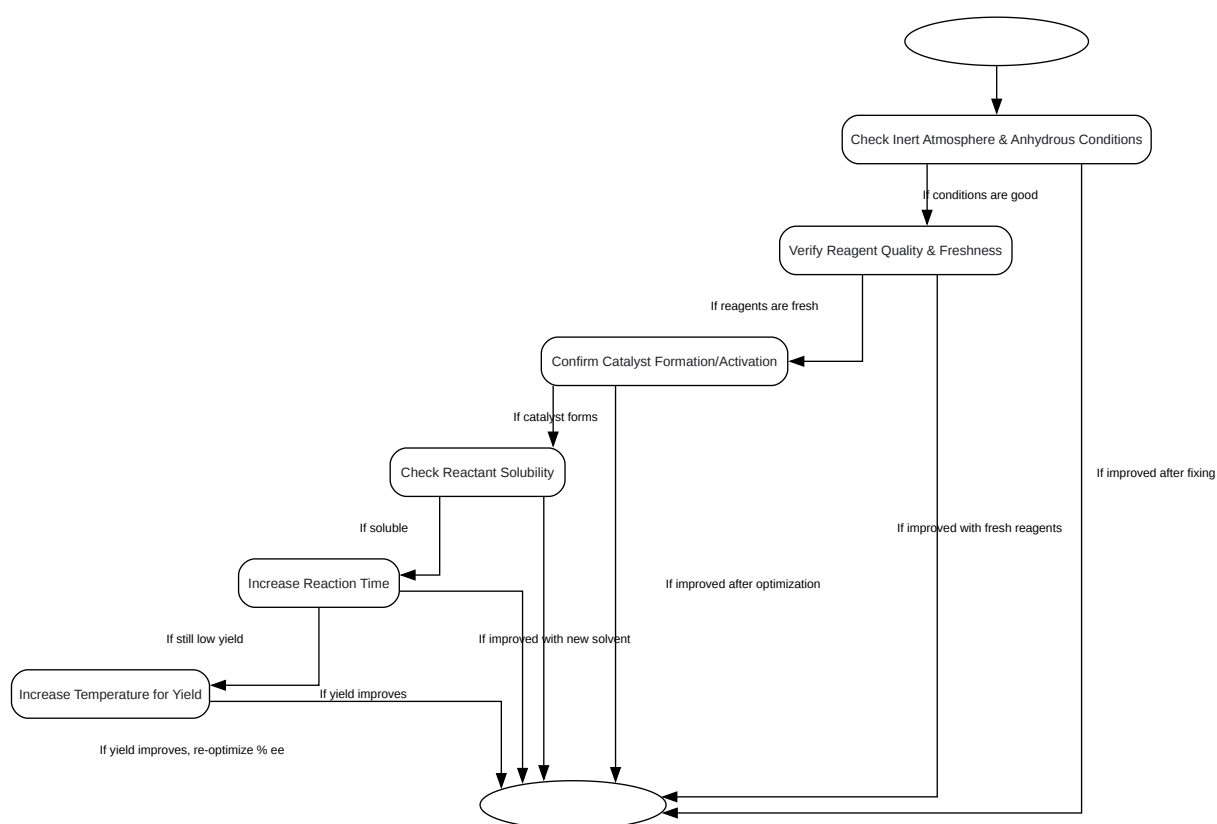 Check Inert Atmosphere & Anhydrous Conditions
If conditions are good
Verify Reagent Quality & Freshness
If reagents are fresh
Confirm Catalyst Formation/Activation
If catalyst forms
Check Reactant Solubility
If improved after fixing
If soluble
If improved with fresh reagents
Increase Reaction Time
If improved after optimization
If still low yield
If improved with new solvent
Increase Temperature for Yield
If yield improves
If yield improves, re-optimize % ee